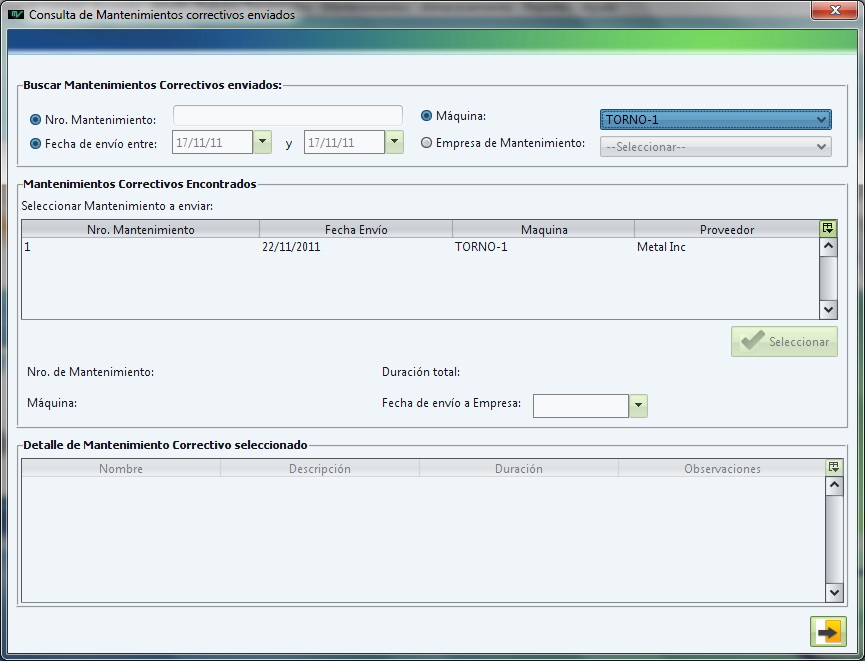 Consulta de Mantenimientos correctivos enviados
Buscar Mantenimientos Correctivos enviados:
Nro. Mantenimiento:
Máquina:
TORNO-1
Fecha de envío entre:
17/11/11
y
17/11/11
Empresa de Mantenimiento:
--Seleccionar--
Mantenimientos Correctivos Encontrados
Seleccionar Mantenimiento a enviar:
Nro. Mantenimiento Fecha Envío Maquina Proveedor
1 22/11/2011 TORNO-1 Metal Inc
Seleccionar
Nro. de Mantenimiento: Duración total:
Máquina: Fecha de envío a Empresa:
Detalle de Mantenimiento Correctivo seleccionado
Nombre Descripción Duración Observaciones